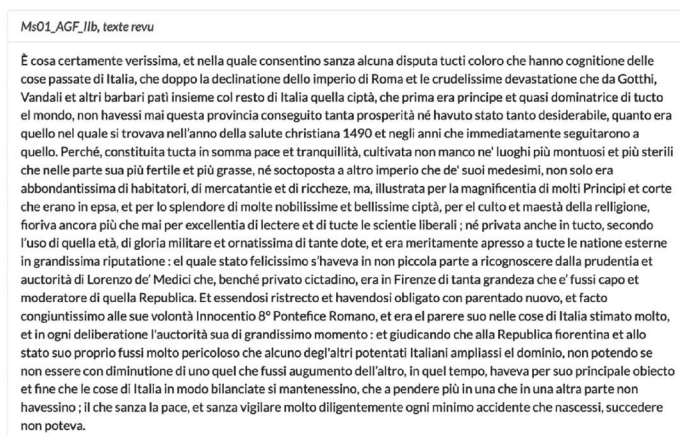 Ms01_AGF_IIb, texte revu
È cosa certamente verissima, et nella quale consentino sanza alcuna disputa tucti coloro che hanno cognitione delle
cose passate di Italia, che doppo la declinatione dello imperio di Roma et le crudelissime devastatione che da Gotthi,
Vandali et altri barbari patì insieme col resto di Italia quella ciptà, che prima era principe et quasi dominatrice di tucto
el mondo, non havessi mai questa provincia conseguito tanta prosperità né havuto stato tanto desiderabile, quanto era
quello nel quale si trovava nell'anno della salute christiana 1490 et negli anni che immediatamente seguitarono a
quello. Perché, constituita tucta in somma pace et tranquillità, cultivata non manco ne' luoghi più montuosi et più sterili
che nelle parte sua più fertile et più grasse, né soctoposta a altro imperio che de' suoi medesimi, non solo era
abbondantissima di habitatori, di mercatantie et di riccheze, ma, illustrata per la magnificentia di molti Principi et corte
che erano in epsa, et per lo splendore di molte nobilissime et bellissime ciptà, per el culto et maestà della relligione,
fioriva ancora più che mai per excellentia di lectere et di tucte le scientie liberali ; né privata anche in tucto, secondo
l'uso di quella età, di gloria militare et ornatissima di tante dote, et era meritamente apresso a tucte le natione esterne
in grandissima riputatione : el quale stato felicissimo s'haveva in non piccola parte a ricognoscere dalla prudentia et
auctorità di Lorenzo de' Medici che, benché privato cictadino, era in Firenze di tanta grandeza che e' fussi capo et
moderatore di quella Republica. Et essendosi ristrecto et havendosi obligato con parentado nuovo, et facto
congiuntissimo alle sue volontà Innocentio 8° Pontefice Romano, et era el parere suo nelle cose di Italia stimato molto,
et in ogni deliberatione l'auctorità sua di grandissimo momento : et giudicando che alla Republica fiorentina et allo
stato suo proprio fussi molto pericoloso che alcuno degl'altri potentati Italiani ampliassi el dominio, non potendo se
non essere con diminutione di uno quel che fussi augumento dell'altro, in quel tempo, haveva per suo principale obiecto
et fine che le cose di Italia in modo bilanciate si mantenessino, che a pendere più in una che in una altra parte non
havessino ; il che sanza la pace, et sanza vigilare molto diligentemente ogni minimo accidente che nascessi, succedere
non poteva.